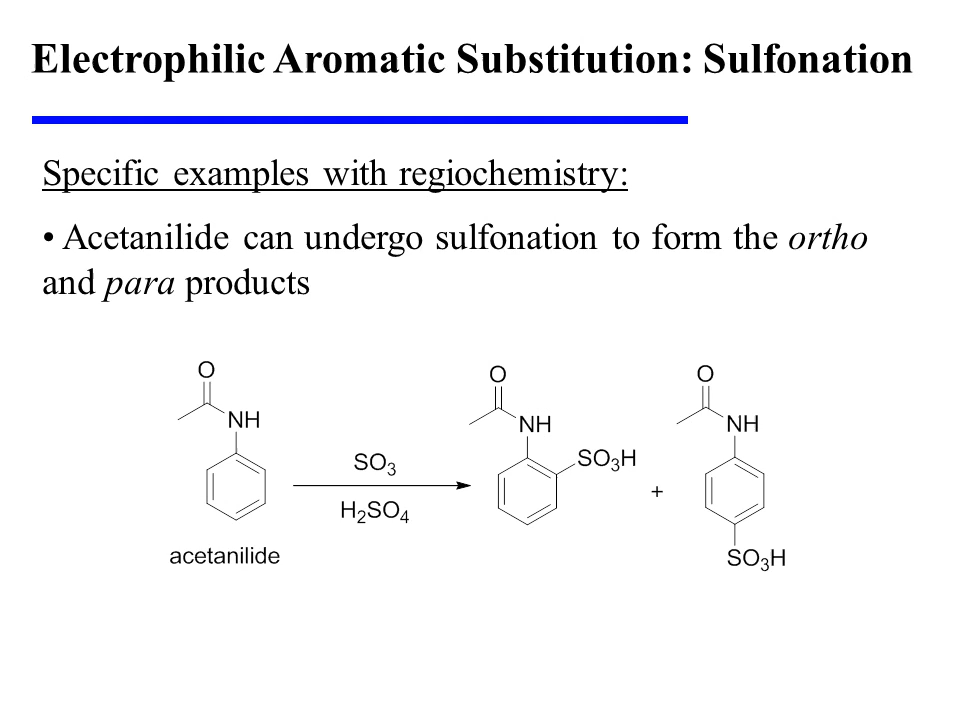 Electrophilic Aromatic Substitution: Sulfonation
Specific examples with regiochemistry:
• Acetanilide can undergo sulfonation to form the ortho
and para products
O
NH
acetanilide
SO3
H2SO4
O
NH
SO3H
+
O
NH
SO3H